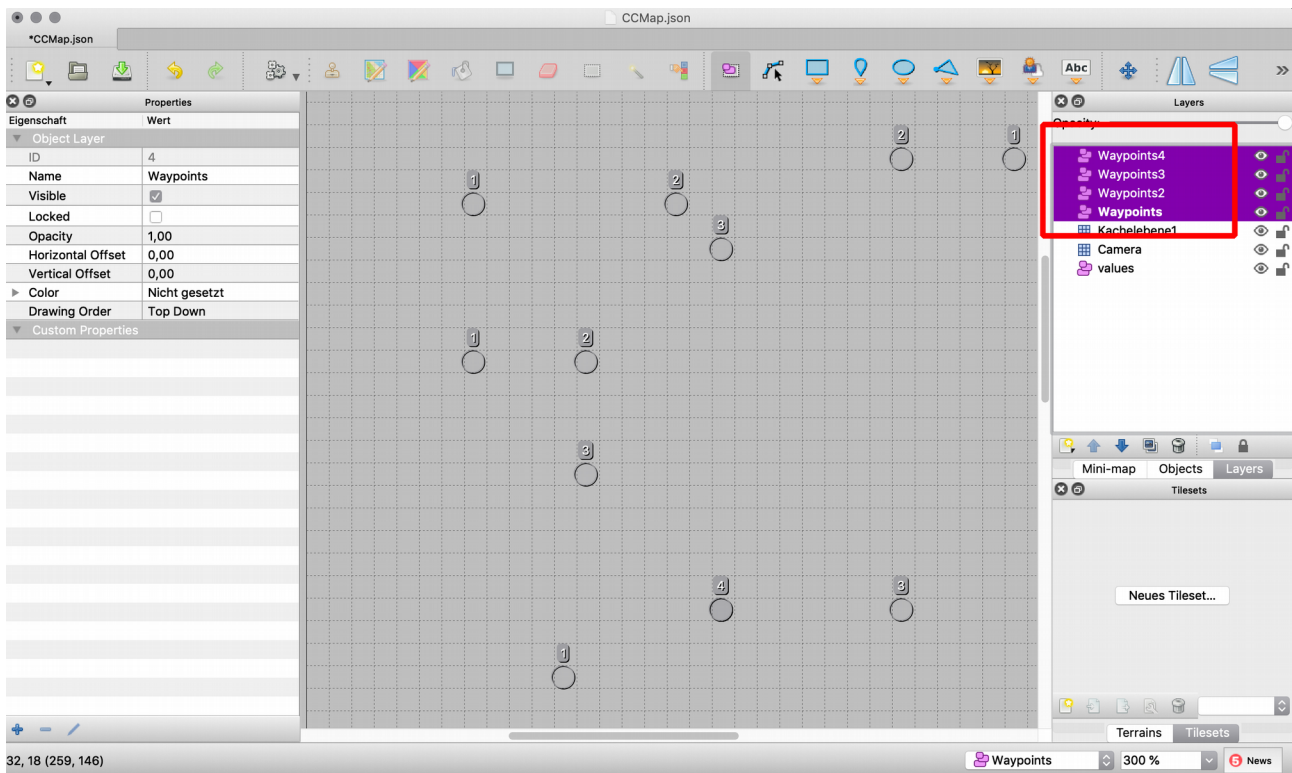 CCMap.json
*CCMap.json
Abc
»
Properties
Eigenschaft Wert
Object Layer
ID 4
Name Waypoints
Visible
Locked
Opacity 1,00
Horizontal Offset 0,00
Vertical Offset 0,00
Color Nicht gesetzt
Drawing Order Top Down
Custom Properties
2 1
1 2
3
1 2
3
4 3
1
Layers
Opacity:
Waypoints4
Waypoints3
Waypoints2
Waypoints
Kachelebene1
Camera
values
Mini-map Objects Layers
Tilesets
Neues Tileset...
Terrains Tilesets
32, 18 (259, 146)
Waypoints 300 % 5 News